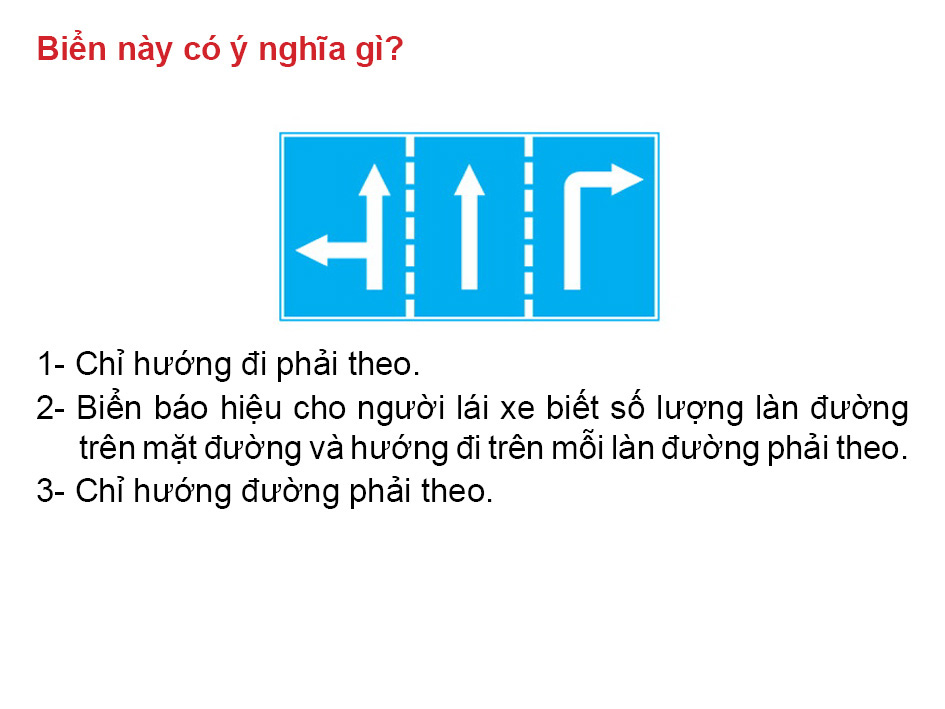 Biển này có ý nghĩa gì?
1- Chỉ hướng đi phải theo.
2- Biển báo hiệu cho người lái xe biết số lượng làn đường
trên mặt đường và hướng đi trên mỗi làn đường phải theo.
3- Chỉ hướng đường phải theo.